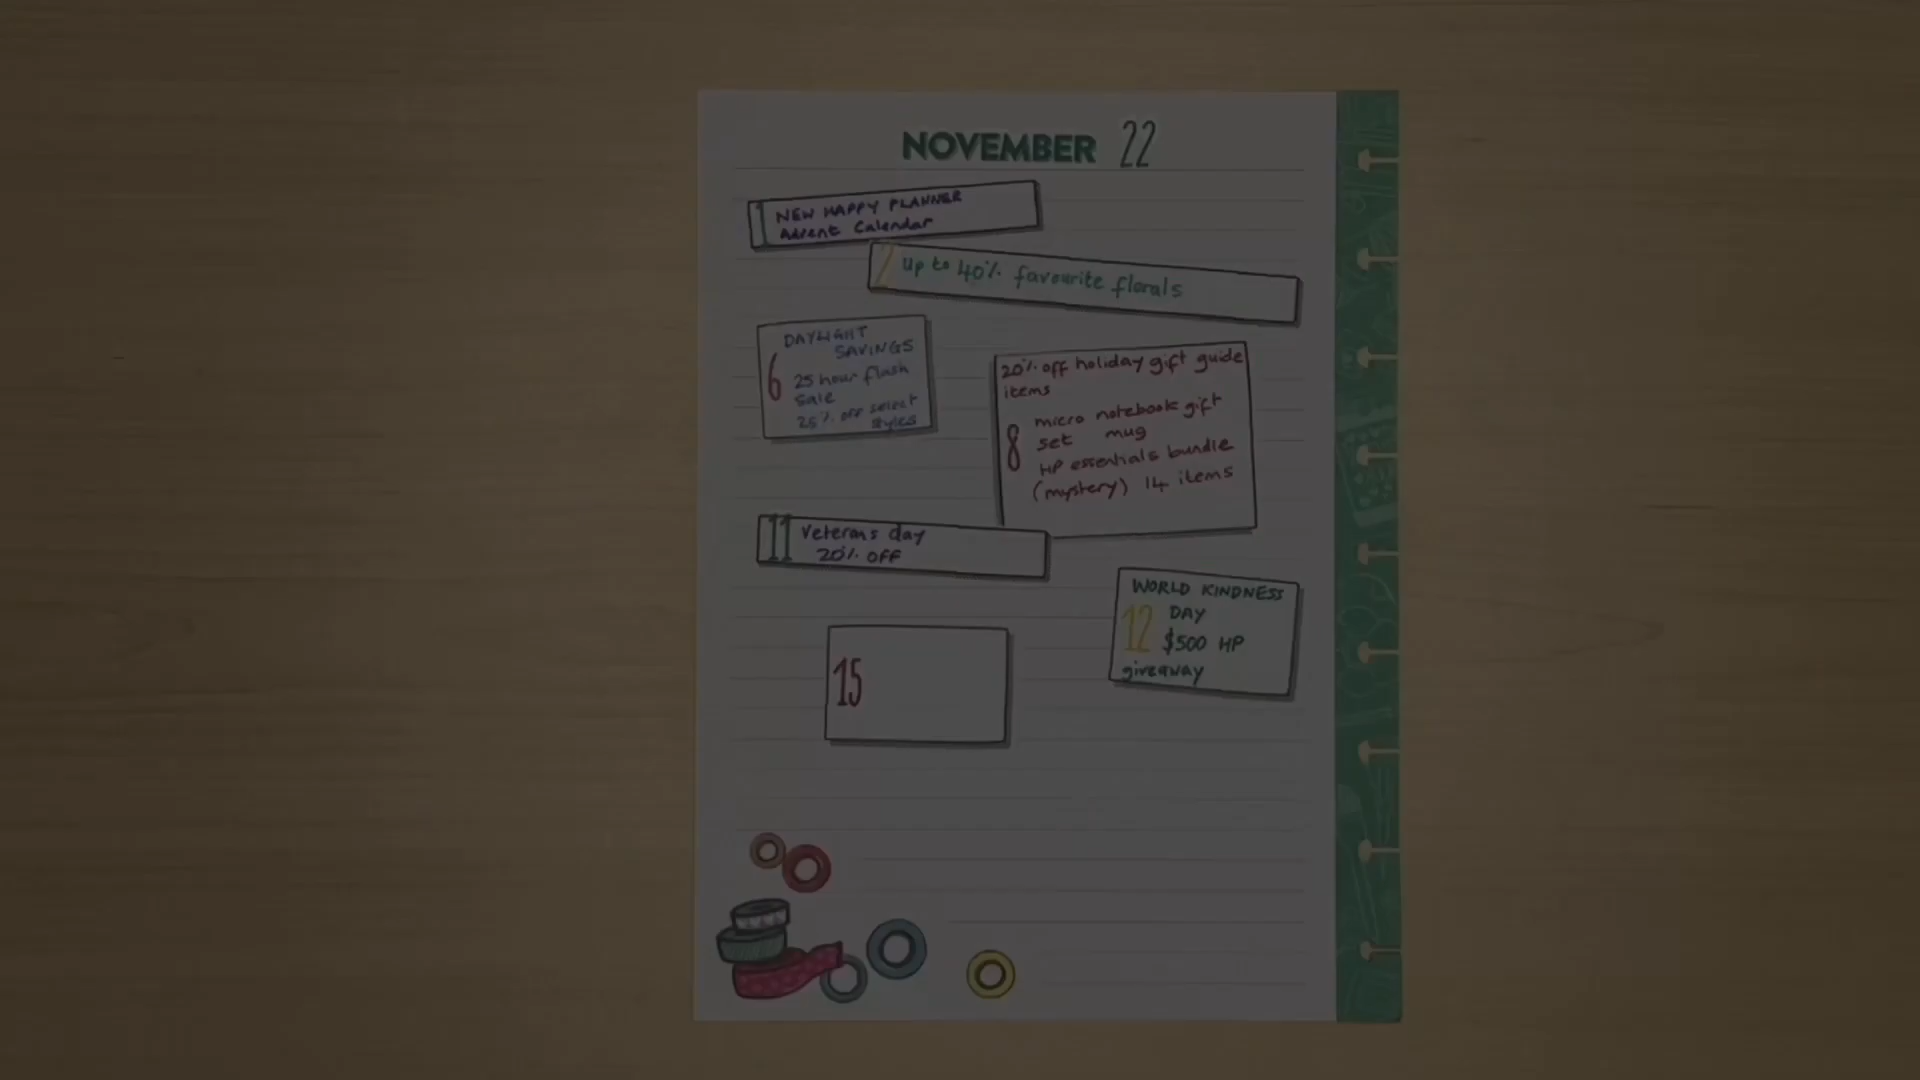 NOVEMBER 22
1 NEW HAPPY PLANNER
Advent Calendar
2 up to 40% favourite florals
DAYLIGHT
SAVINGS
6 25 hour flash
sale
25% off select
styles
20% off holiday gift guide
items
micro notebook gift
8 set mug
HP essentials bundle
(mystery) 14 items
11 Veterans day
20% OFF
WORLD KINDNESS
12 DAY
$500 HP
giveaway
15